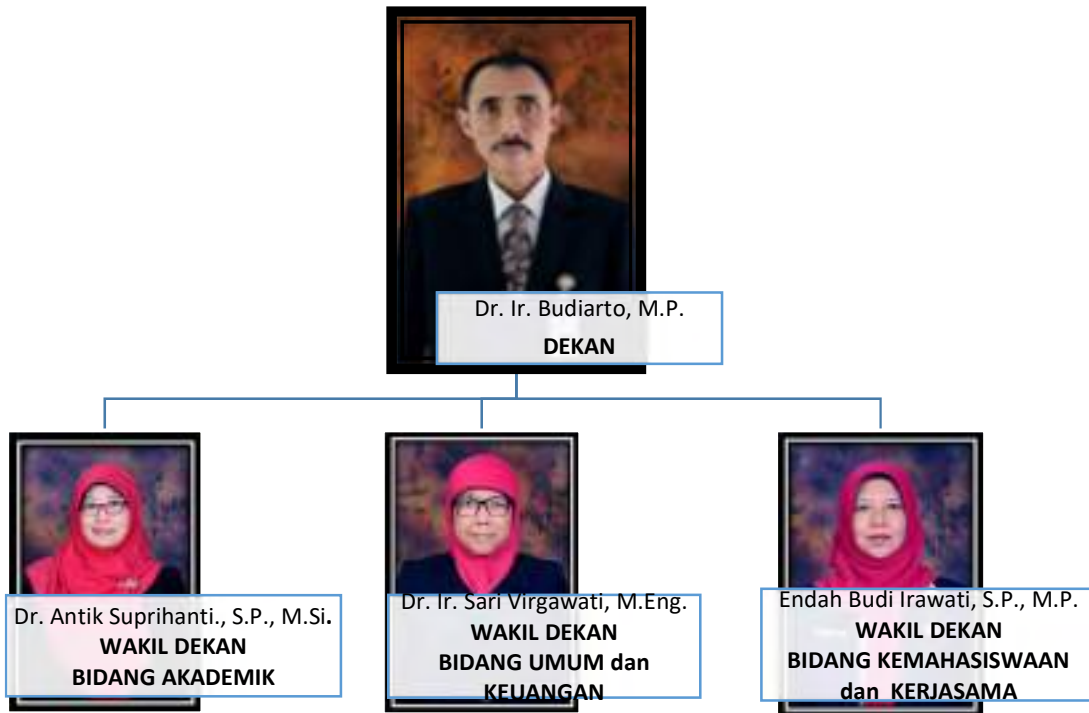 Dr. Ir. Budiarto, M.P.
DEKAN
Dr. Antik Suprihanti., S.P., M.Si.
WAKIL DEKAN
BIDANG AKADEMIK
Dr. Ir. Sari Virgawati, M.Eng.
WAKIL DEKAN
BIDANG UMUM dan
KEUANGAN
Endah Budi Irawati, S.P., M.P.
WAKIL DEKAN
BIDANG KEMAHASISWAAN
dan KERJASAMA